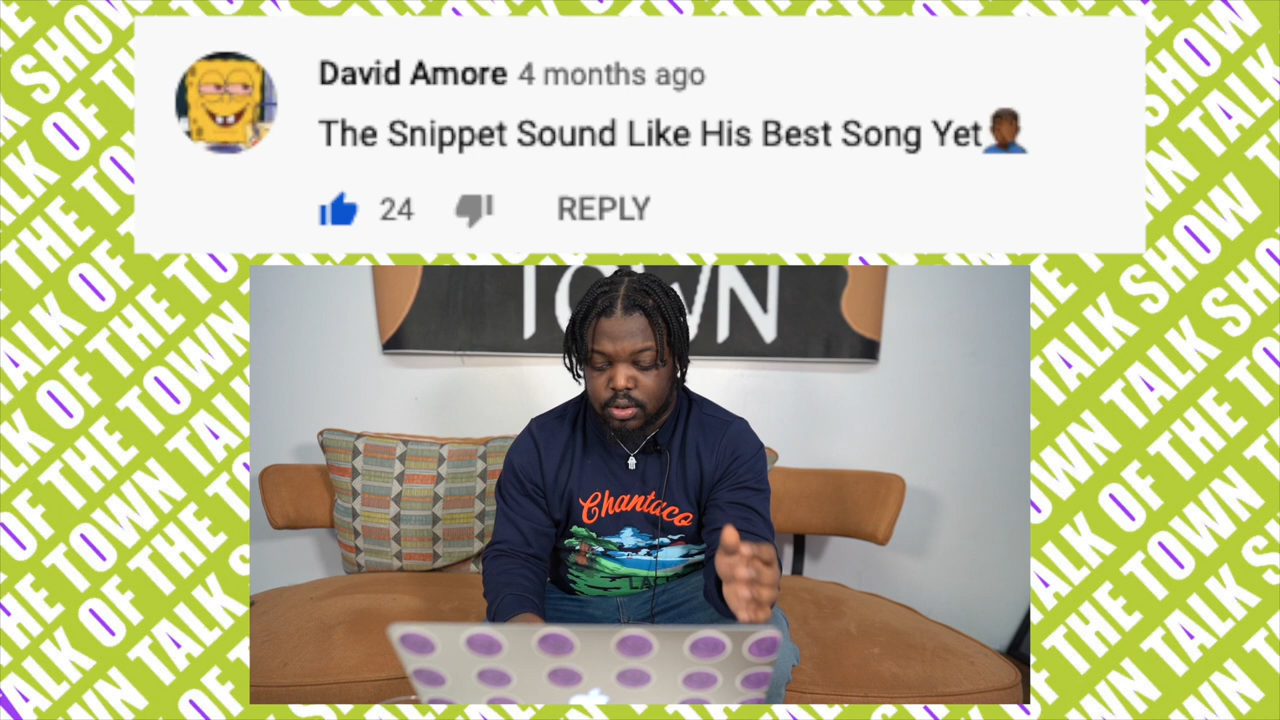 David Amore 4 months ago
The Snippet Sound Like His Best Song Yet🤦🏾‍♂️
24
REPLY
TOWN
Chantaco
TALK OF THE TOWN TALK SHOW